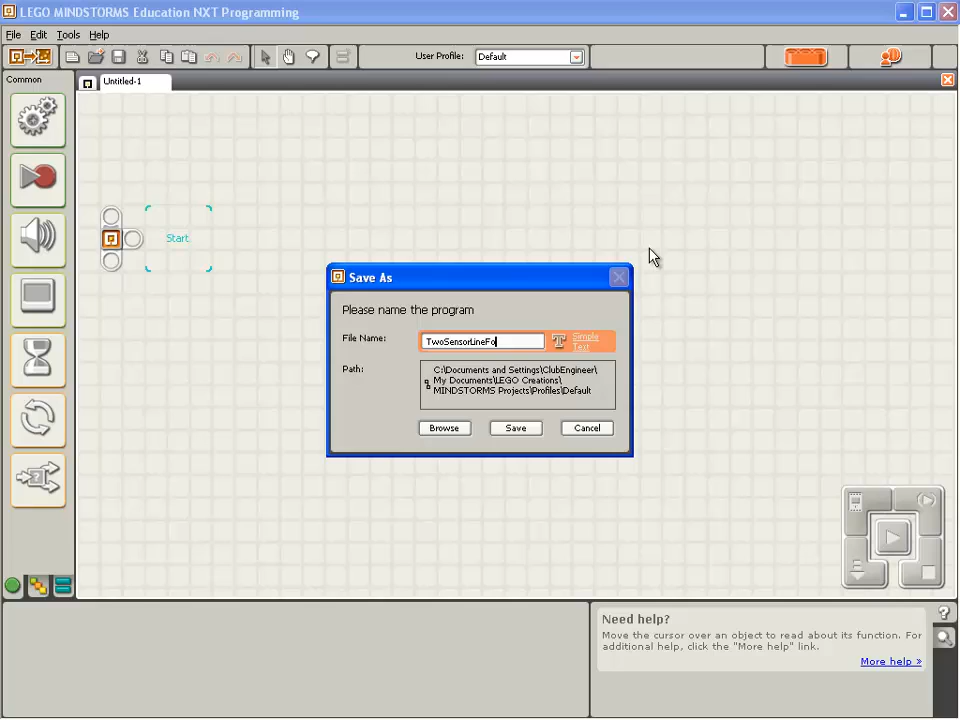 LEGO MINDSTORMS Education NXT Programming
File Edit Tools Help
User Profile: Default
Common
Untitled-1
Start
Save As
Please name the program
File Name: TwoSensorLineFo
Simple
Text
Path:
C:\Documents and Settings\ClubEngineer\
My Documents\LEGO Creations\
MINDSTORMS Projects\Profiles\Default
Browse Save Cancel
Need help?
Move the cursor over an object to read about its function. For
additional help, click the "More help" link.
More help »